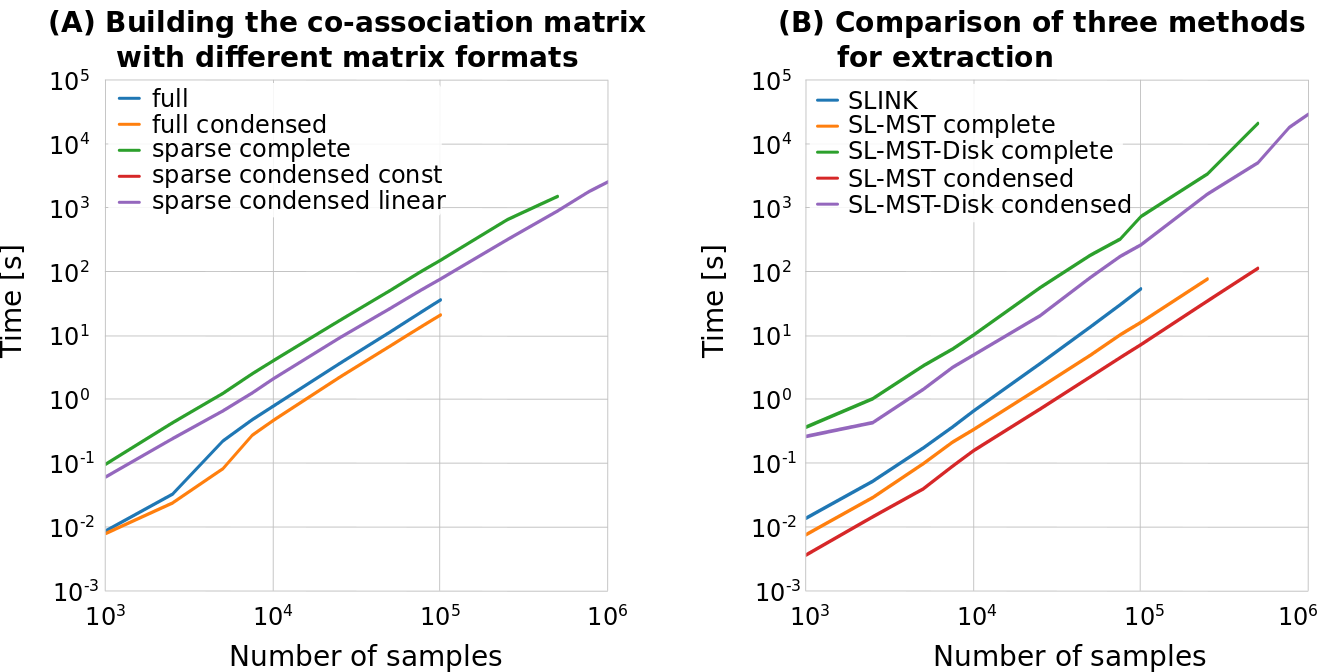 (A) Building the co-association matrix
with different matrix formats
10^5
10^4
10^3
10^2
10^1
10^0
10^-1
10^-2
10^-3
Time [s]
full
full condensed
sparse complete
sparse condensed const
sparse condensed linear
10^3 10^4 10^5 10^6
Number of samples
(B) Comparison of three methods
for extraction
10^5
10^4
10^3
10^2
10^1
10^0
10^-1
10^-2
10^-3
Time [s]
SLINK
SL-MST complete
SL-MST-Disk complete
SL-MST condensed
SL-MST-Disk condensed
10^3 10^4 10^5 10^6
Number of samples